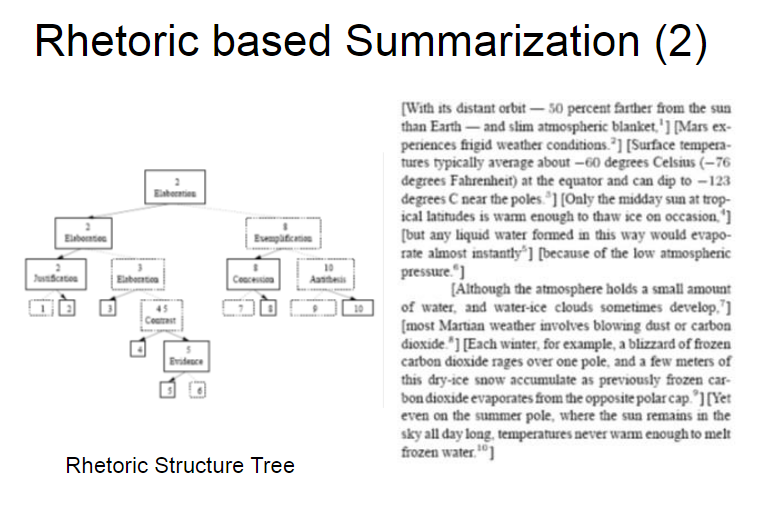 Rhetoric based Summarization (2)
2
Elaboration
2
Elaboration
8
Exemplification
2
Justification
3
Elaboration
8
Concession
10
Antithesis
1
2
3
4 5
Contrast
7
8
9
10
4
5
Evidence
5
6
Rhetoric Structure Tree
[With its distant orbit — 50 percent farther from the sun
than Earth — and slim atmospheric blanket,¹] [Mars ex-
periences frigid weather conditions.²] [Surface tempera-
tures typically average about −60 degrees Celsius (−76
degrees Fahrenheit) at the equator and can dip to −123
degrees C near the poles.³] [Only the midday sun at trop-
ical latitudes is warm enough to thaw ice on occasion,⁴]
[but any liquid water formed in this way would evapo-
rate almost instantly⁵] [because of the low atmospheric
pressure.⁶]
[Although the atmosphere holds a small amount
of water, and water-ice clouds sometimes develop,⁷]
[most Martian weather involves blowing dust or carbon
dioxide.⁸] [Each winter, for example, a blizzard of frozen
carbon dioxide rages over one pole, and a few meters of
this dry-ice snow accumulate as previously frozen car-
bon dioxide evaporates from the opposite polar cap.⁹] [Yet
even on the summer pole, where the sun remains in the
sky all day long, temperatures never warm enough to melt
frozen water.¹⁰]